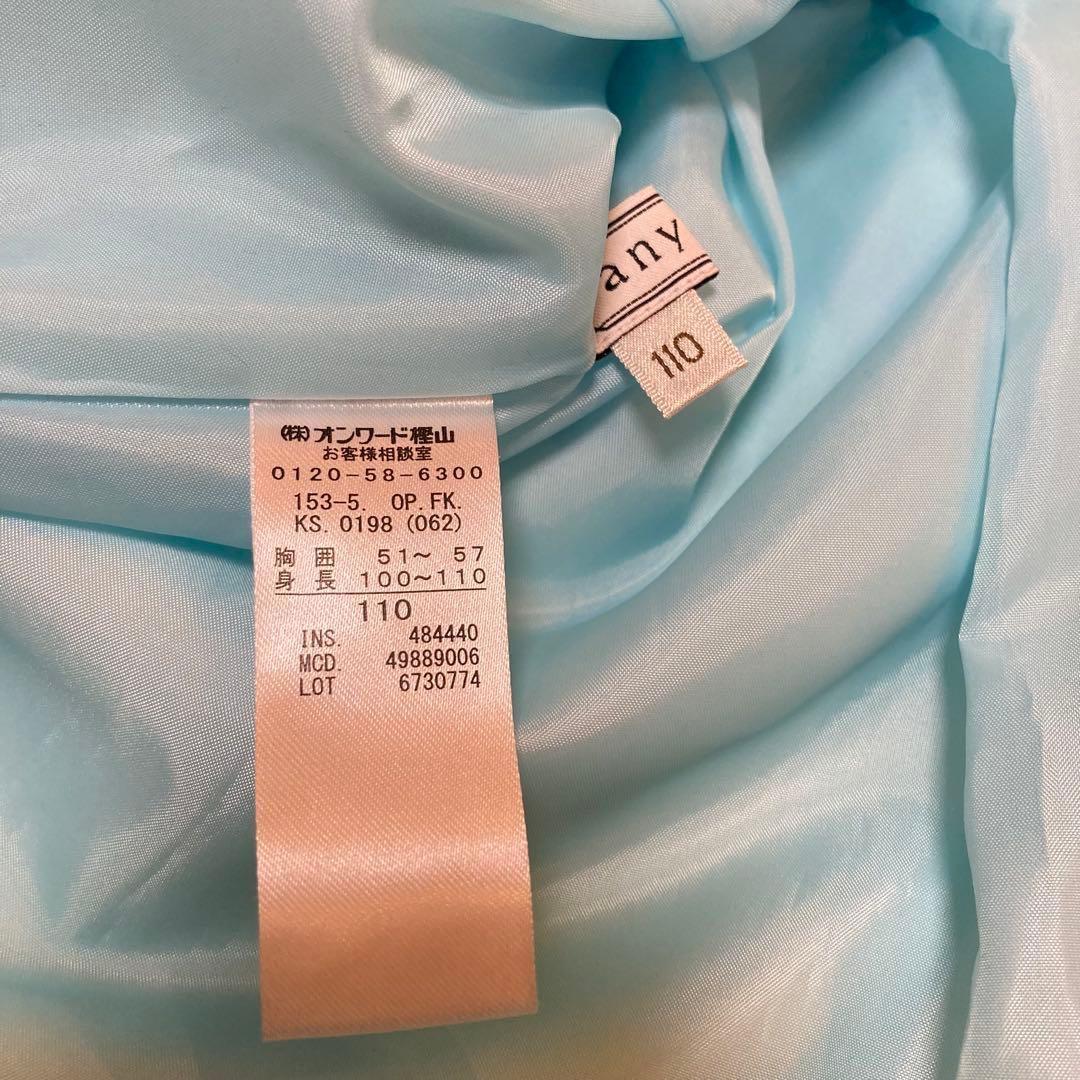 any
110
(株)オンワード樫山
お客様相談室
0120-58-6300
153-5. OP.FK.
KS. 0198 (062)
胸囲 51~ 57
身長 100~110
110
INS. 484440
MCD. 49889006
LOT 6730774